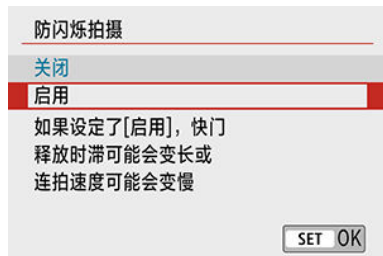 防闪烁拍摄
关闭
启用
如果设定了[启用]，快门
释放时滞可能会变长或
连拍速度可能会变慢
SET OK